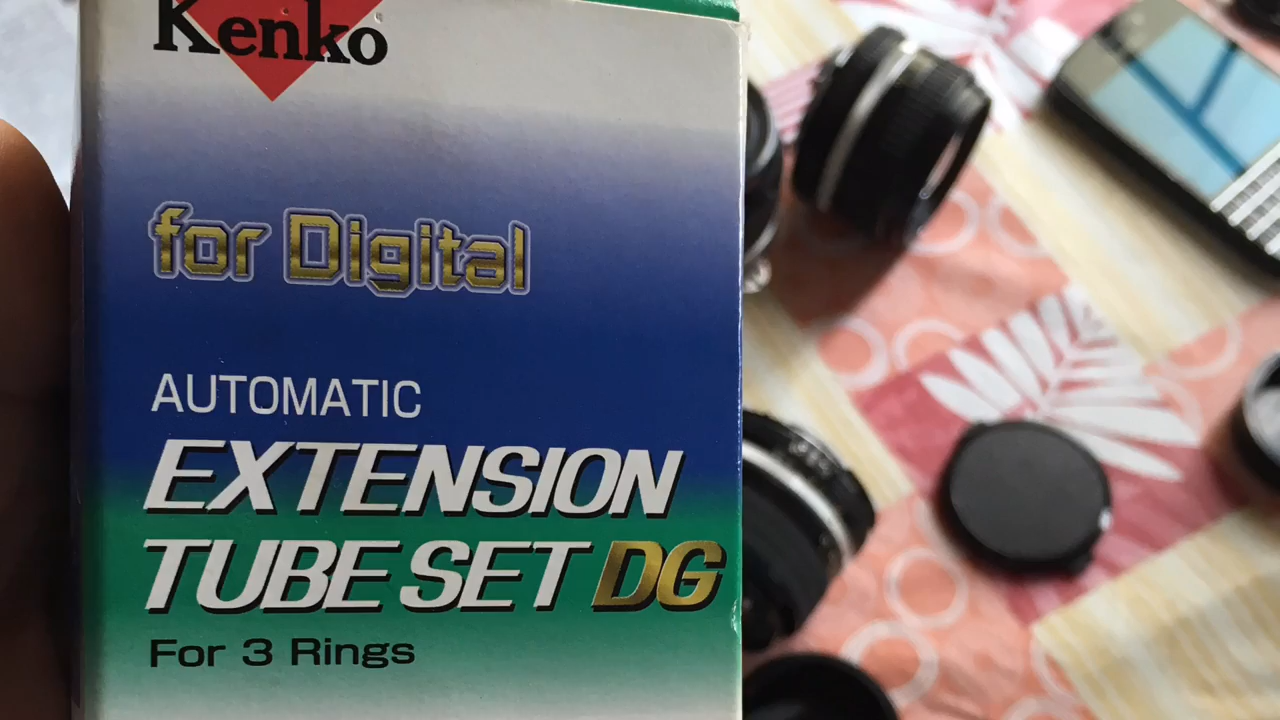 Kenko
for Digital
AUTOMATIC
EXTENSION
TUBE SET DG
For 3 Rings